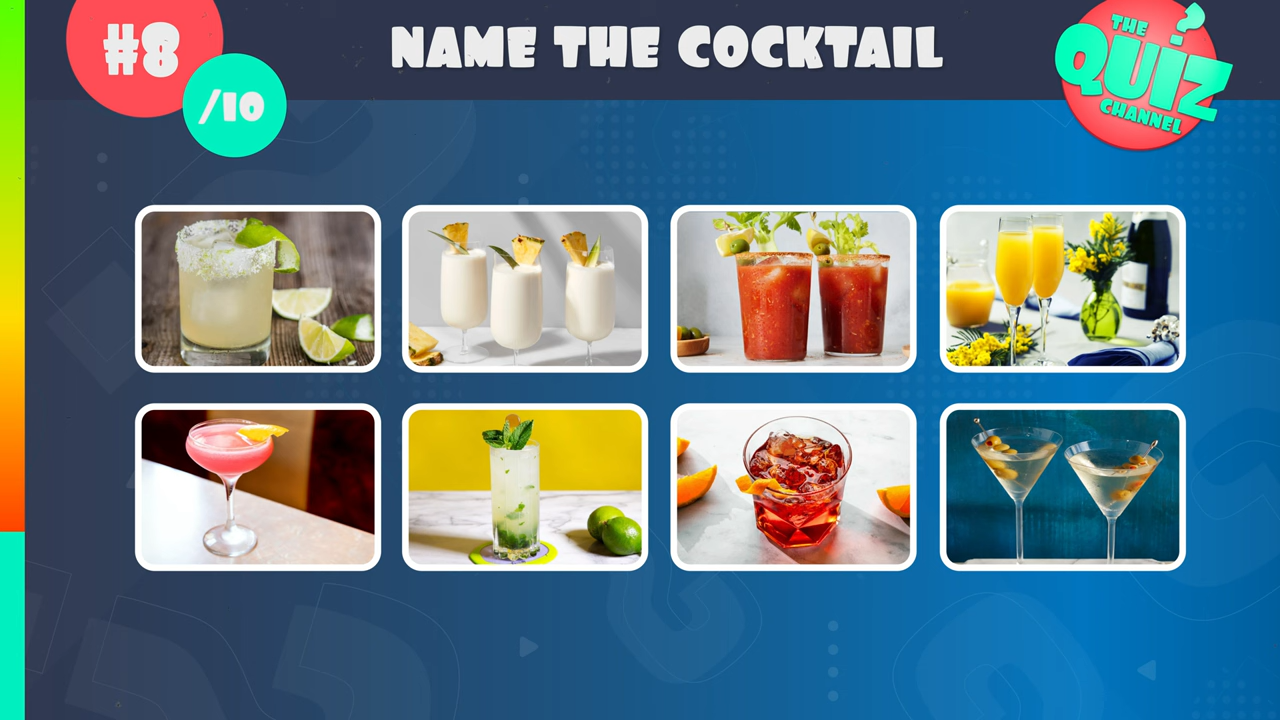 #8
/10
NAME THE COCKTAIL
THE
QUIZ
CHANNEL